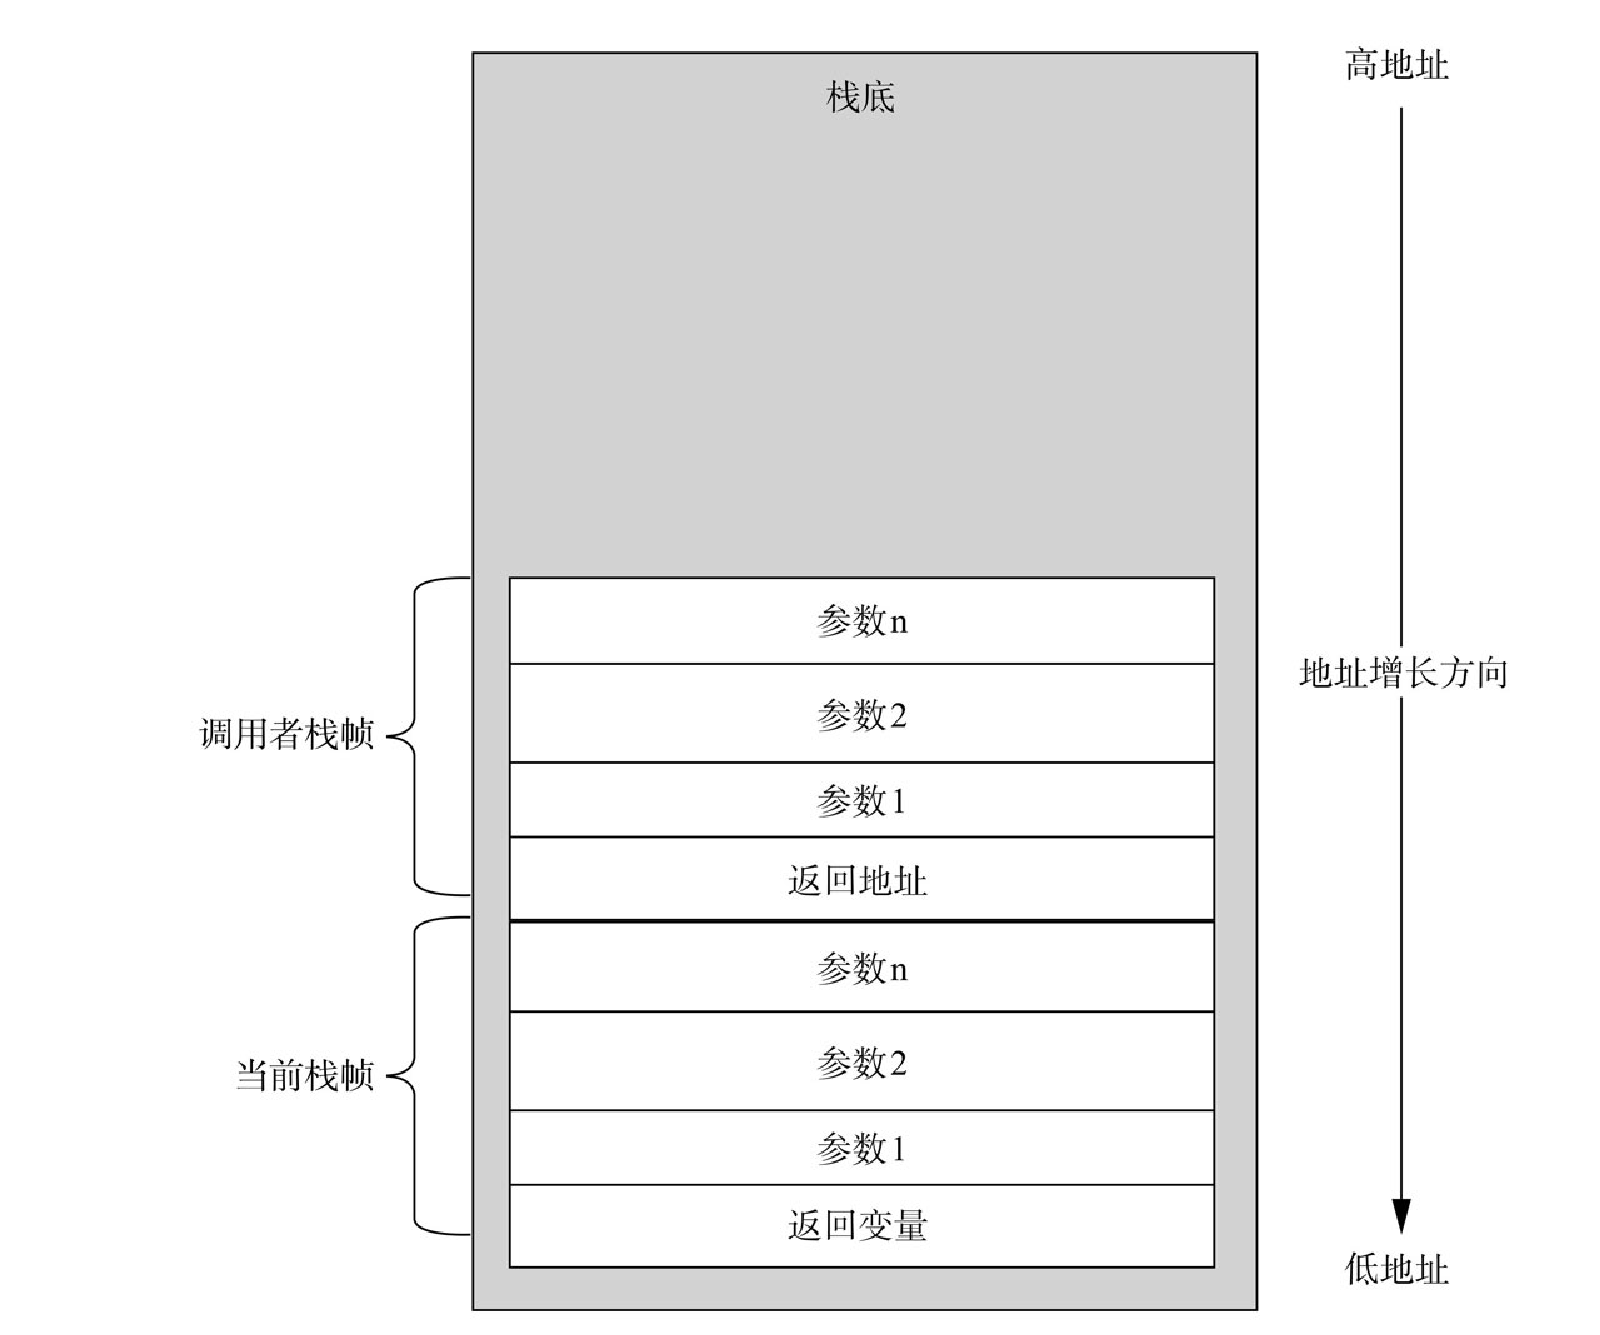 高地址
栈底
参数n
地址增长方向
参数2
调用者栈帧
参数1
返回地址
参数n
参数2
当前栈帧
参数1
返回变量
低地址